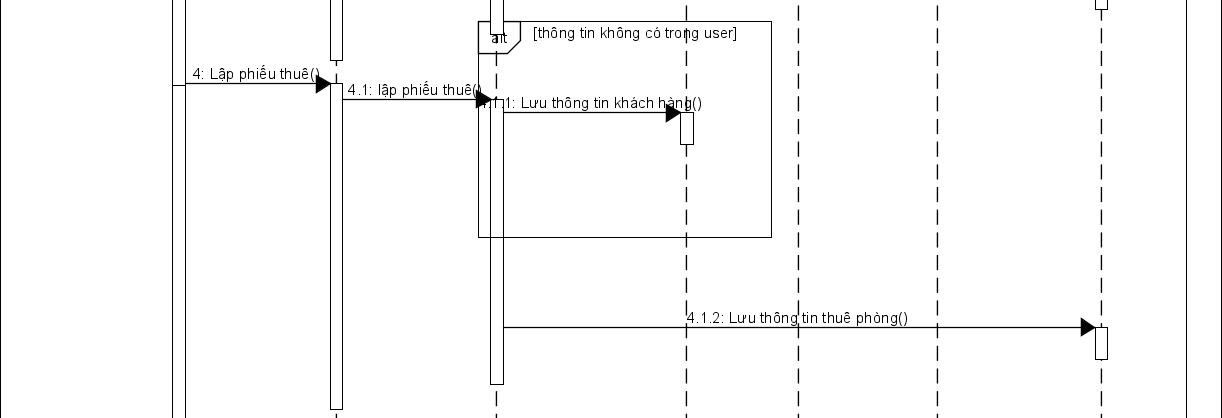 alt
[thông tin không có trong user]
4: Lập phiếu thuê()
4.1: lập phiếu thuê()
4.1.1: Lưu thông tin khách hàng()
4.1.2: Lưu thông tin thuê phòng()